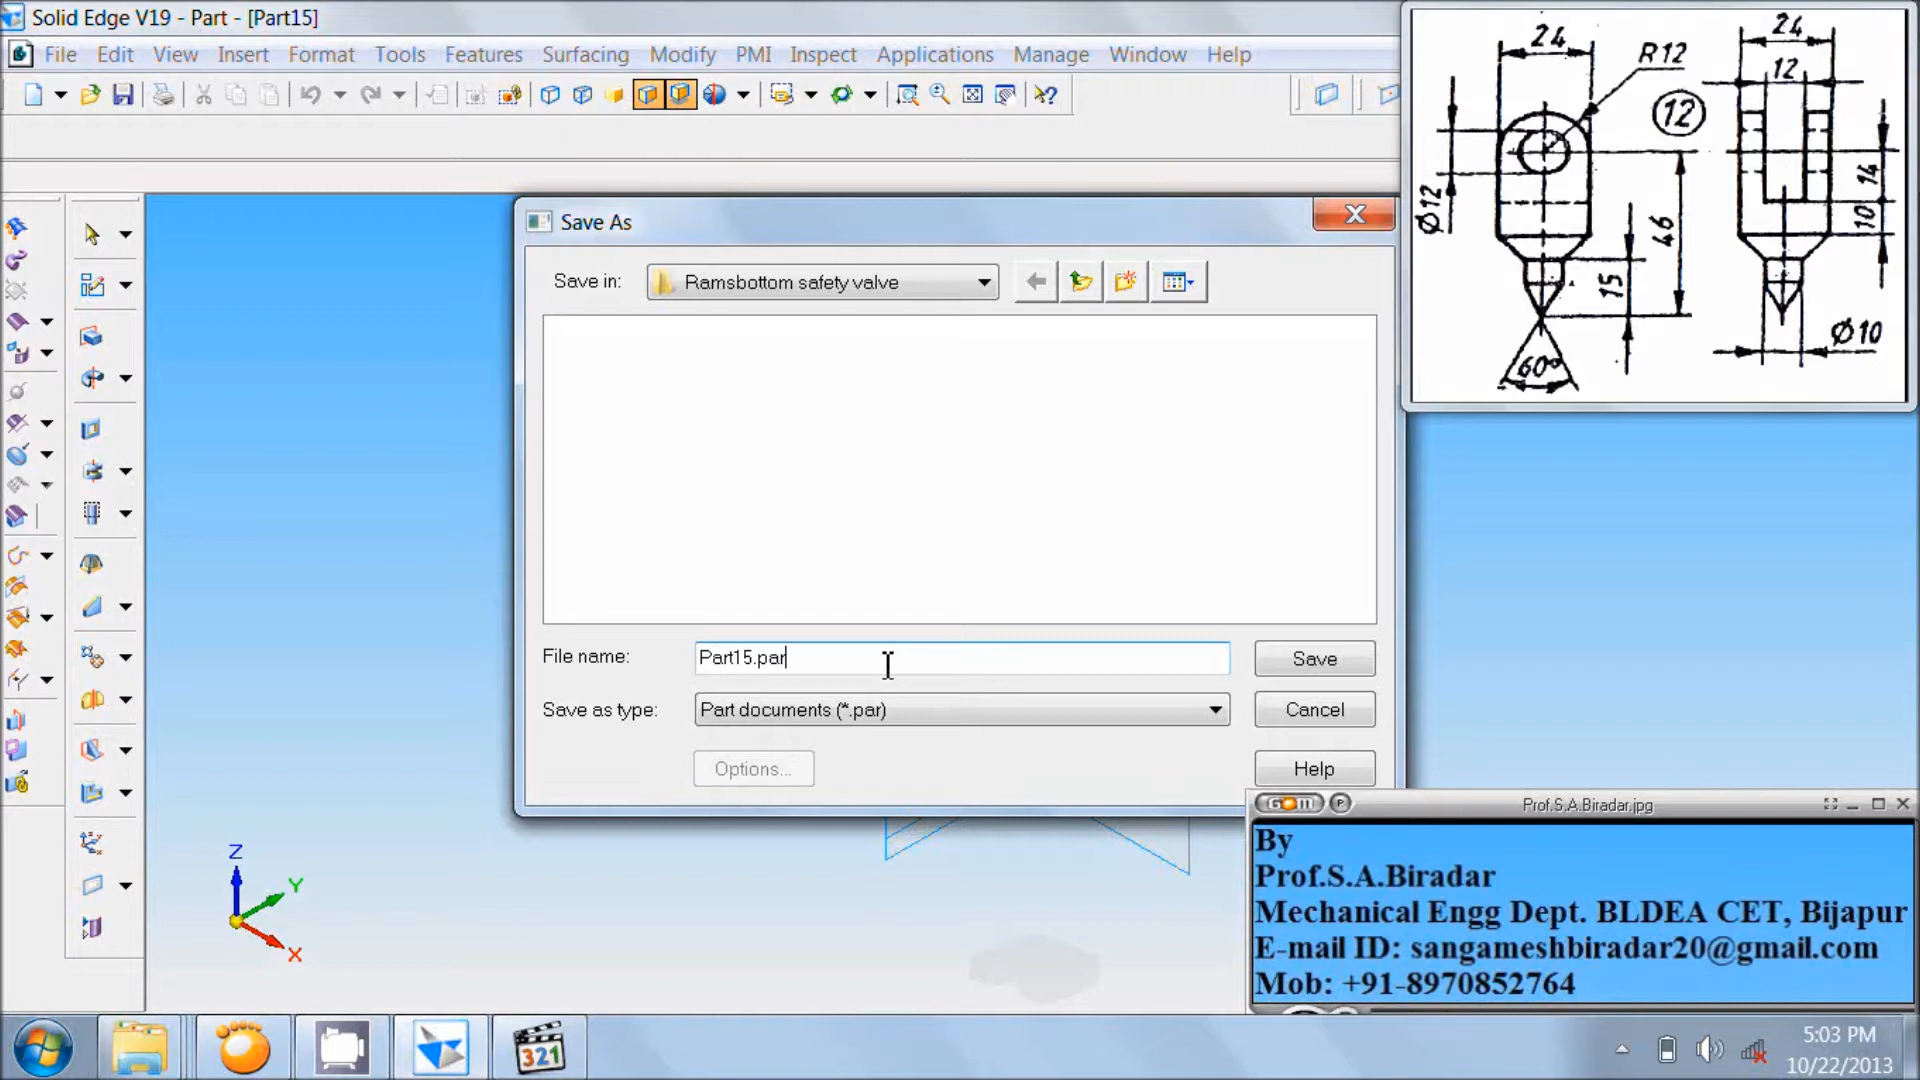 Solid Edge V19 - Part - [Part15]
File Edit View Insert Format Tools Features Surfacing Modify PMI Inspect Applications Manage Window Help
24
R12
12
24
12
Ø12
46
15
60°
14
10
Ø10
Save As
Save in:
Ramsbottom safety valve
File name:
Part15.par
Save
Save as type:
Part documents (*.par)
Cancel
Options...
Help
Z
Y
X
GOM
P
Prof.S.A.Biradar.jpg
By
Prof.S.A.Biradar
Mechanical Engg Dept. BLDEA CET, Bijapur
E-mail ID: sangameshbiradar20@gmail.com
Mob: +91-8970852764
321
5:03 PM
10/22/2013